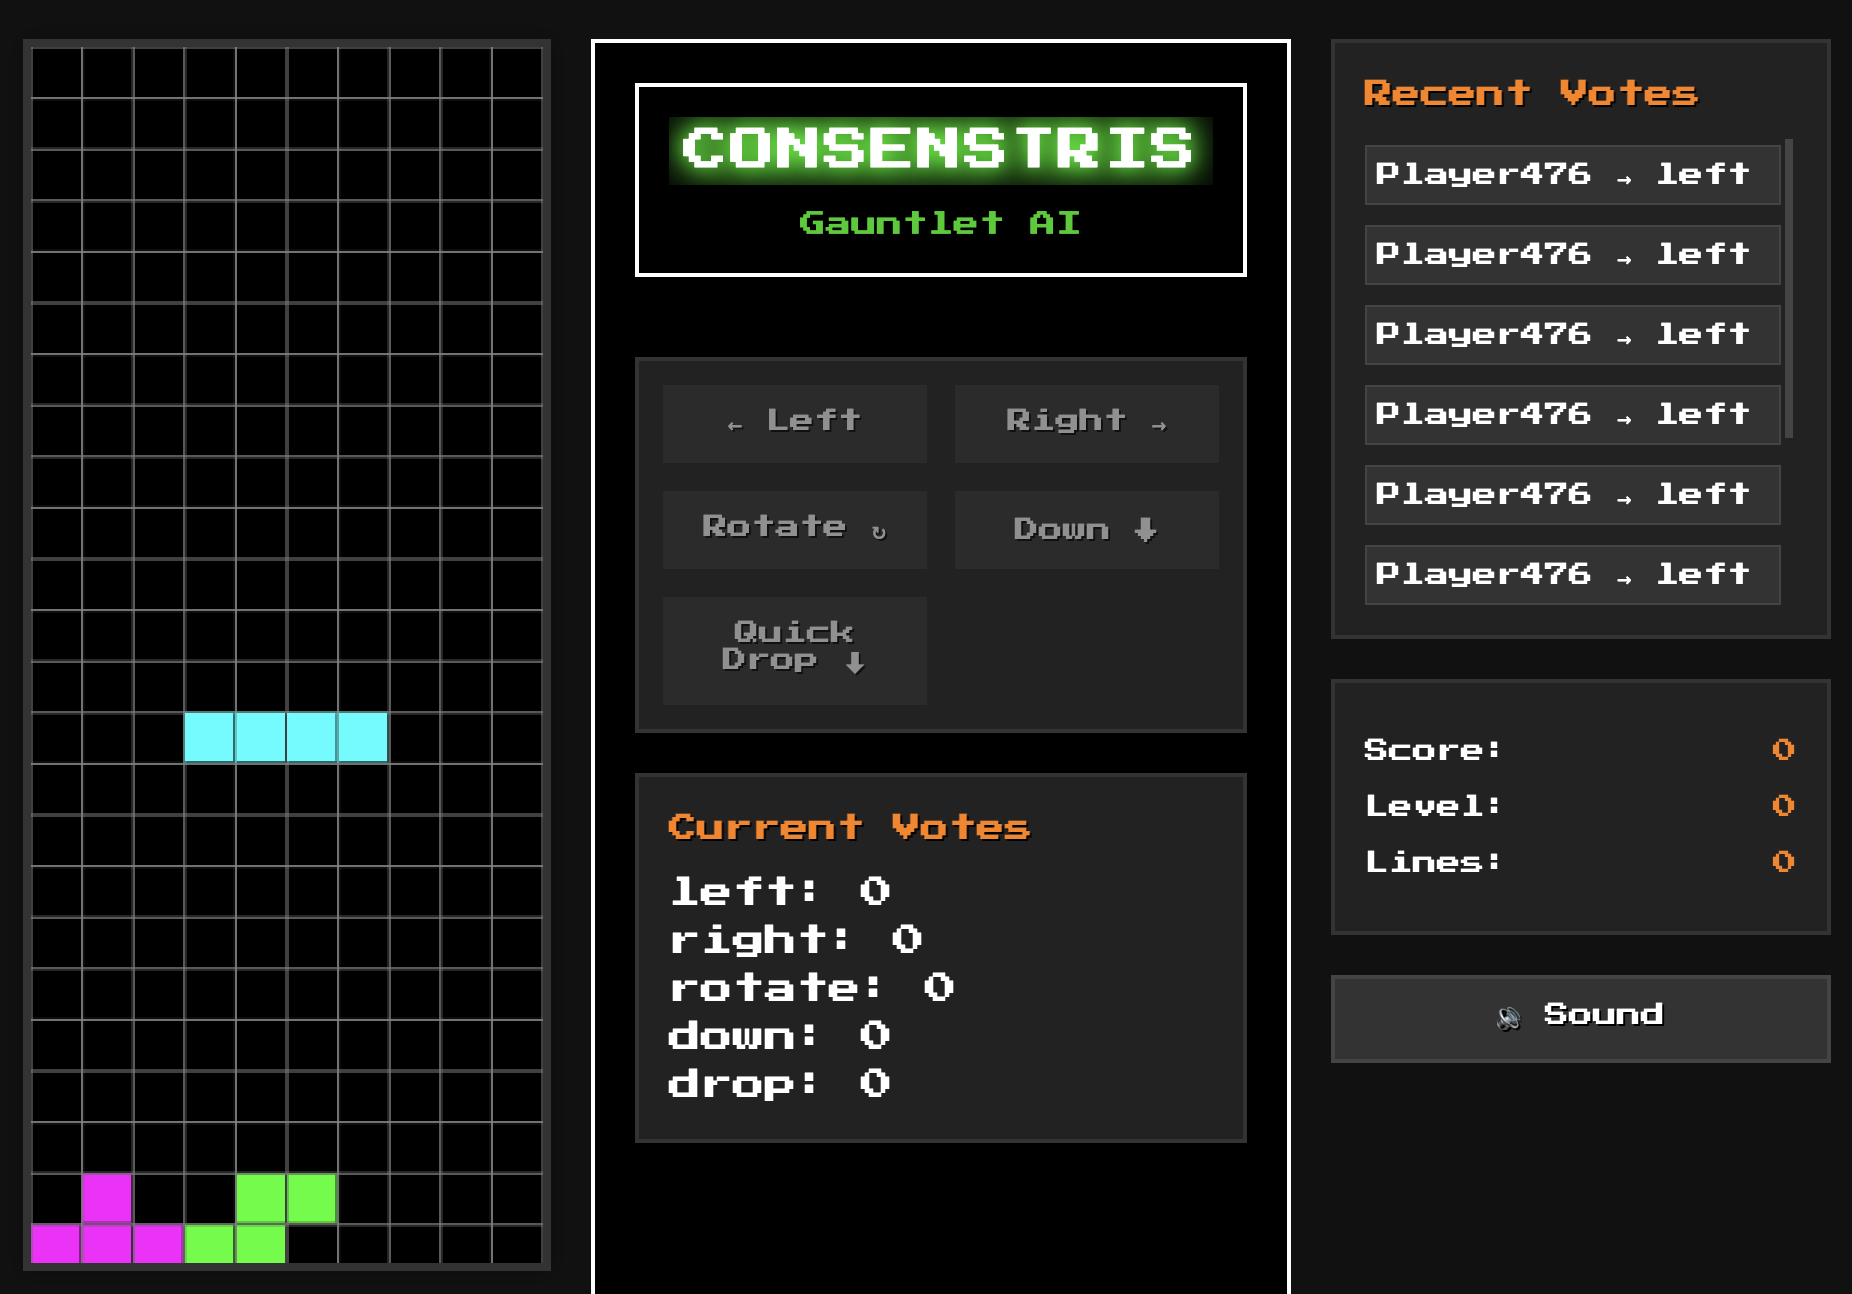 CONSENSTRIS
Gauntlet AI
← Left
Right →
Rotate ↻
Down ⬇
Quick
Drop ⬇
Current Votes
left: 0
right: 0
rotate: 0
down: 0
drop: 0
Recent Votes
Player476 → left
Player476 → left
Player476 → left
Player476 → left
Player476 → left
Player476 → left
Score: 0
Level: 0
Lines: 0
🔊 Sound